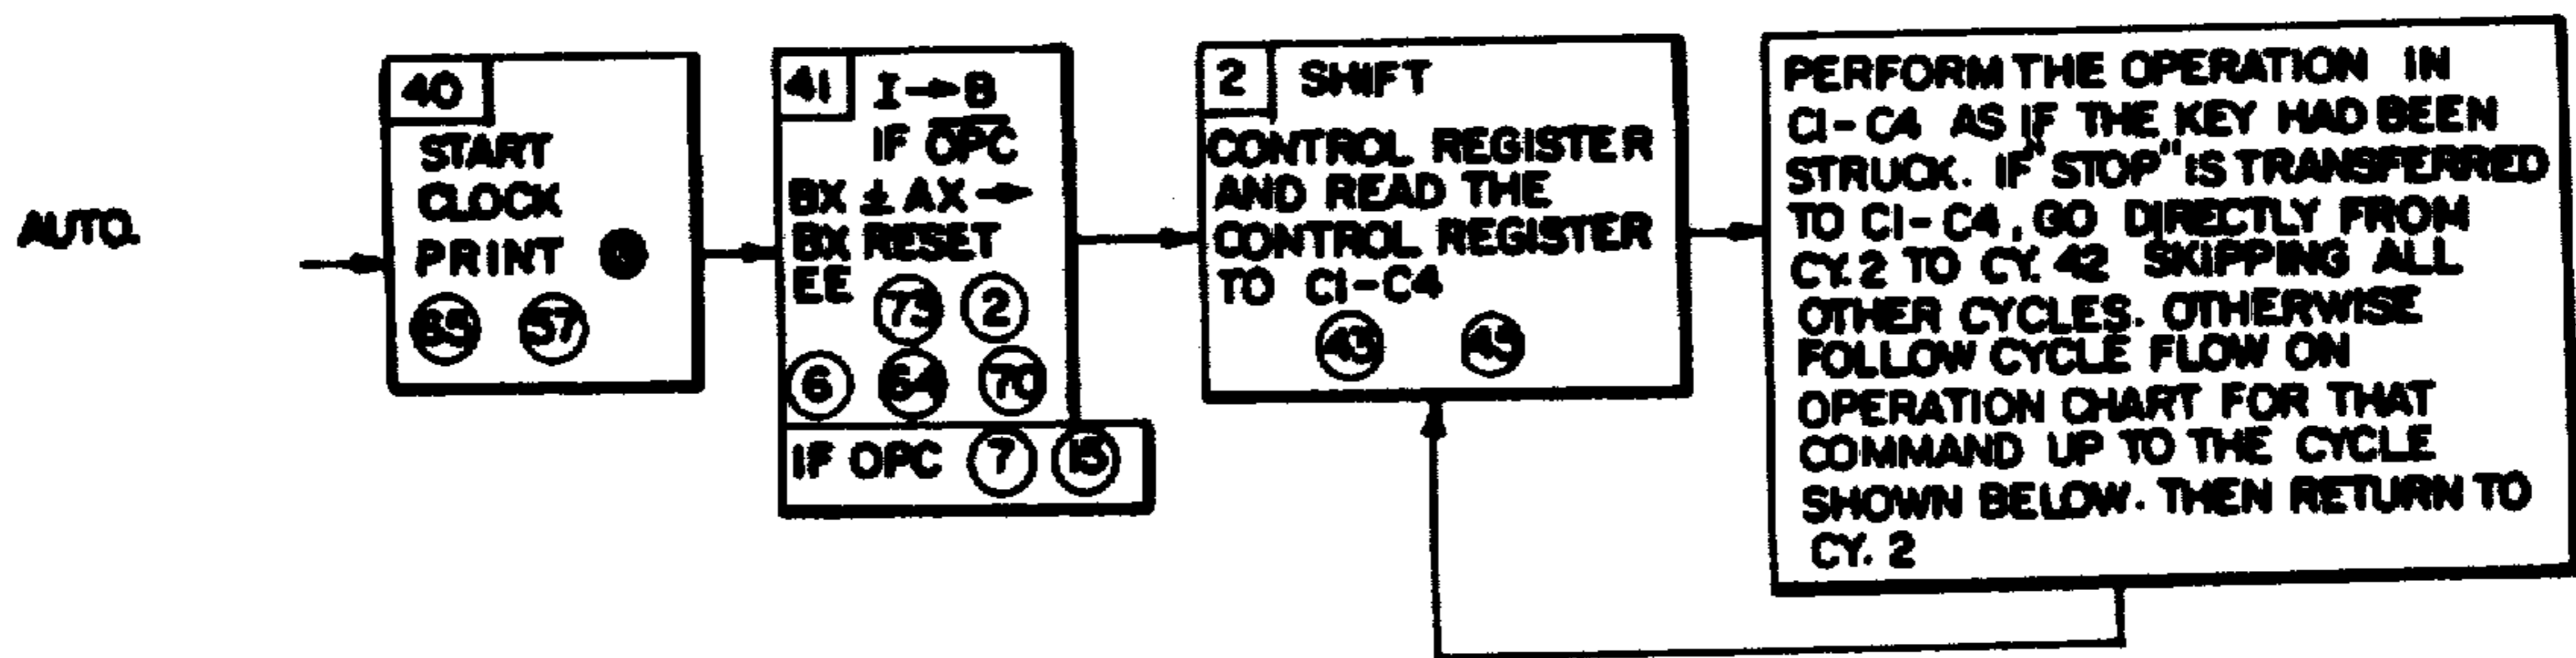 AUTO.
40
START
CLOCK
PRINT
57
41 I→B
IF O̅P̅C̅
BX ± AX →
BX RESET
EE
73 2
6 64 70
IF OPC 7 15
2 SHIFT
CONTROL REGISTER
AND READ THE
CONTROL REGISTER
TO C1-C4
43 45
PERFORM THE OPERATION IN
C1-C4 AS IF THE KEY HAD BEEN
STRUCK. IF "STOP" IS TRANSFERRED
TO C1-C4, GO DIRECTLY FROM
CY. 2 TO CY. 42 SKIPPING ALL
OTHER CYCLES. OTHERWISE
FOLLOW CYCLE FLOW ON
OPERATION CHART FOR THAT
COMMAND UP TO THE CYCLE
SHOWN BELOW. THEN RETURN TO
CY. 2